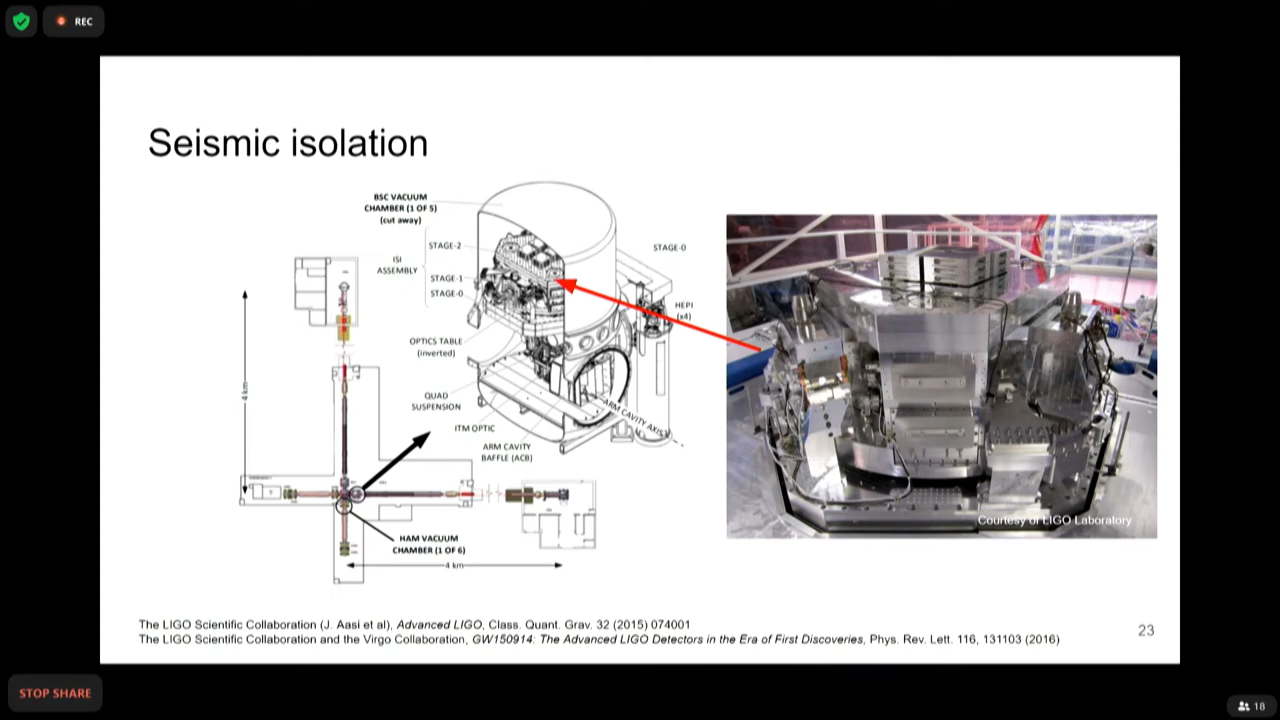 REC
Seismic isolation
BSC VACUUM
CHAMBER (1 OF 5)
(cut away)
STAGE-2
ISI
ASSEMBLY
STAGE-1
STAGE-0
OPTICS TABLE
(inverted)
QUAD
SUSPENSION
ITM OPTIC
ARM CAVITY
BAFFLE (ACB)
STAGE-0
HEPI
(x4)
ARM CAVITY AXIS
4 km
HAM VACUUM
CHAMBER (1 OF 6)
4 km
Courtesy of LIGO Laboratory
The LIGO Scientific Collaboration (J. Aasi et al), Advanced LIGO, Class. Quant. Grav. 32 (2015) 074001
The LIGO Scientific Collaboration and the Virgo Collaboration, GW150914: The Advanced LIGO Detectors in the Era of First Discoveries, Phys. Rev. Lett. 116, 131103 (2016)
23
STOP SHARE
18